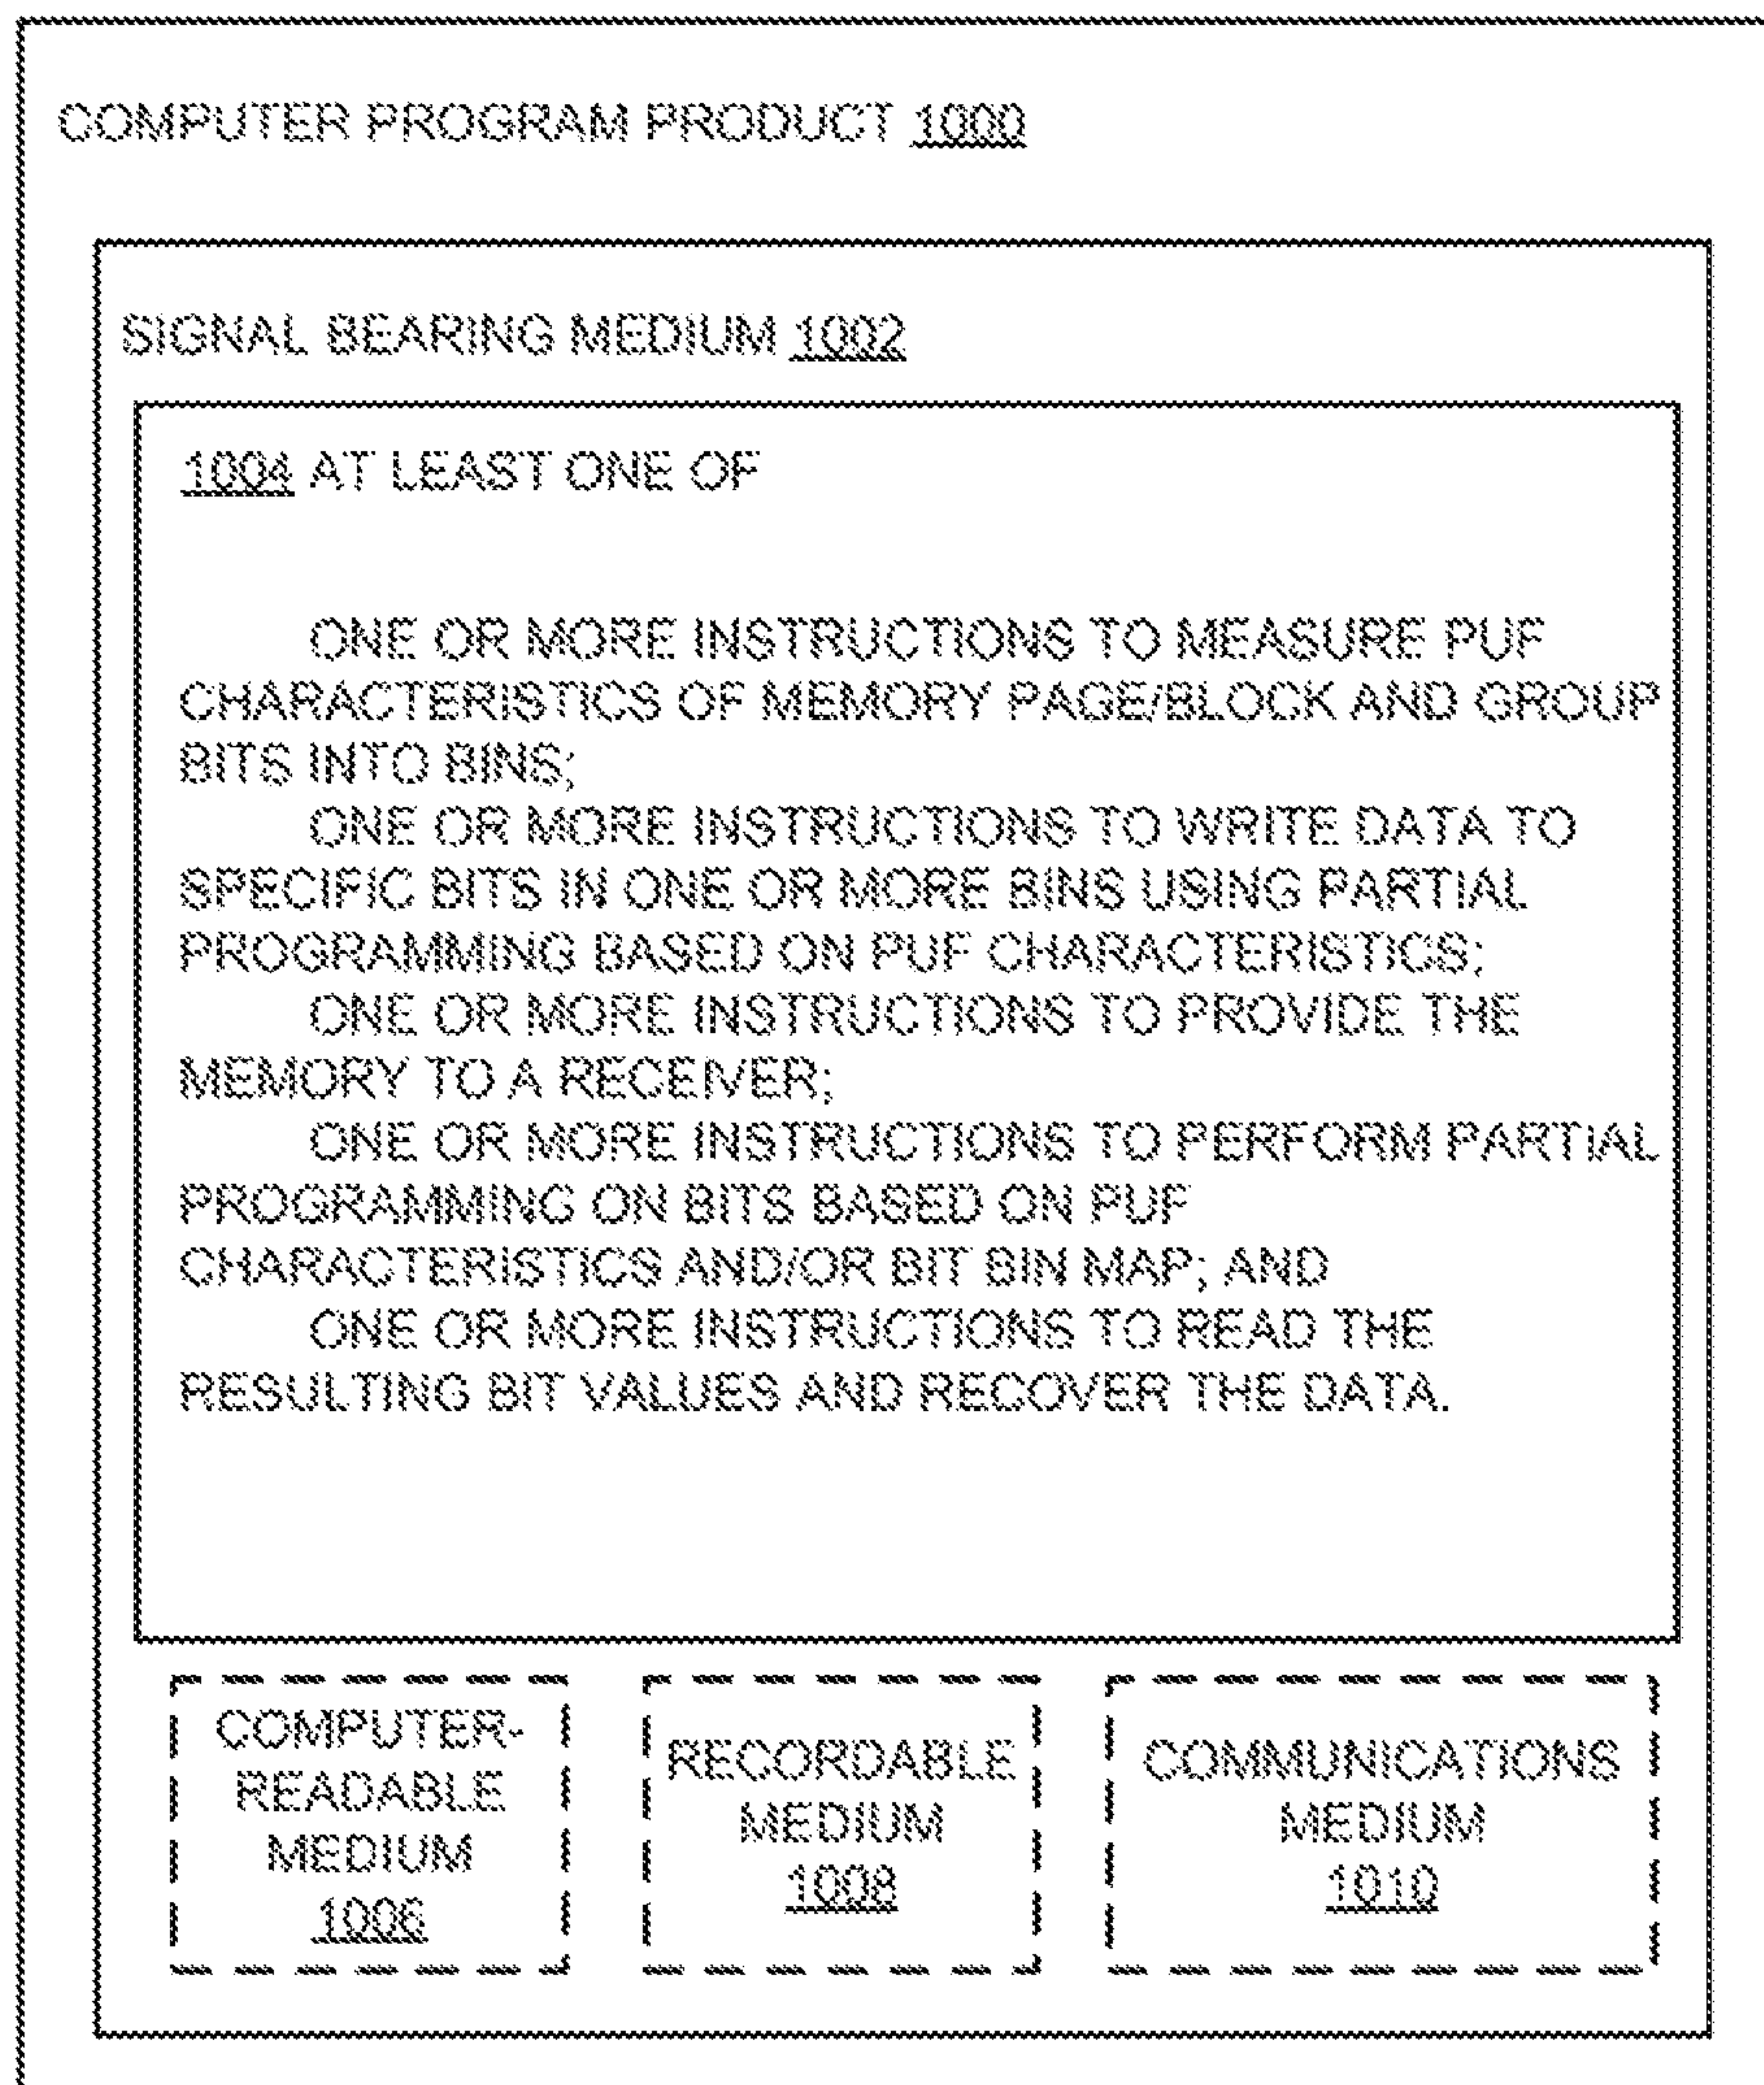 COMPUTER PROGRAM PRODUCT 1000
SIGNAL BEARING MEDIUM 1002
1004 AT LEAST ONE OF
ONE OR MORE INSTRUCTIONS TO MEASURE PUF
CHARACTERISTICS OF MEMORY PAGE/BLOCK AND GROUP
BITS INTO BINS;
ONE OR MORE INSTRUCTIONS TO WRITE DATA TO
SPECIFIC BITS IN ONE OR MORE BINS USING PARTIAL
PROGRAMMING BASED ON PUF CHARACTERISTICS;
ONE OR MORE INSTRUCTIONS TO PROVIDE THE
MEMORY TO A RECEIVER;
ONE OR MORE INSTRUCTIONS TO PERFORM PARTIAL
PROGRAMMING ON BITS BASED ON PUF
CHARACTERISTICS AND/OR BIT BIN MAP; AND
ONE OR MORE INSTRUCTIONS TO READ THE
RESULTING BIT VALUES AND RECOVER THE DATA.
COMPUTER-
READABLE
MEDIUM
1006
RECORDABLE
MEDIUM
1008
COMMUNICATIONS
MEDIUM
1010